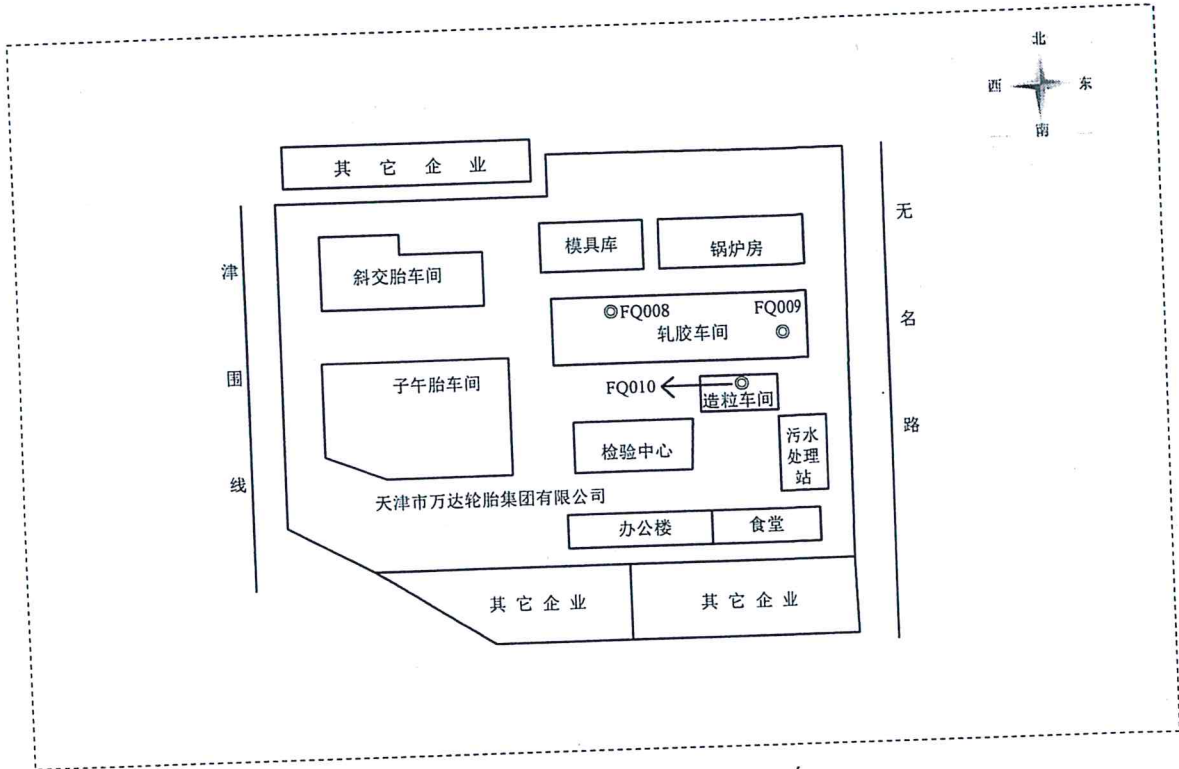 北
西
东
南
其它企业
无名路
津围线
模具库
锅炉房
斜交胎车间
FQ008
FQ009
轧胶车间
子午胎车间
FQ010
造粒车间
检验中心
污水
处理
站
天津市万达轮胎集团有限公司
办公楼
食堂
其它企业
其它企业